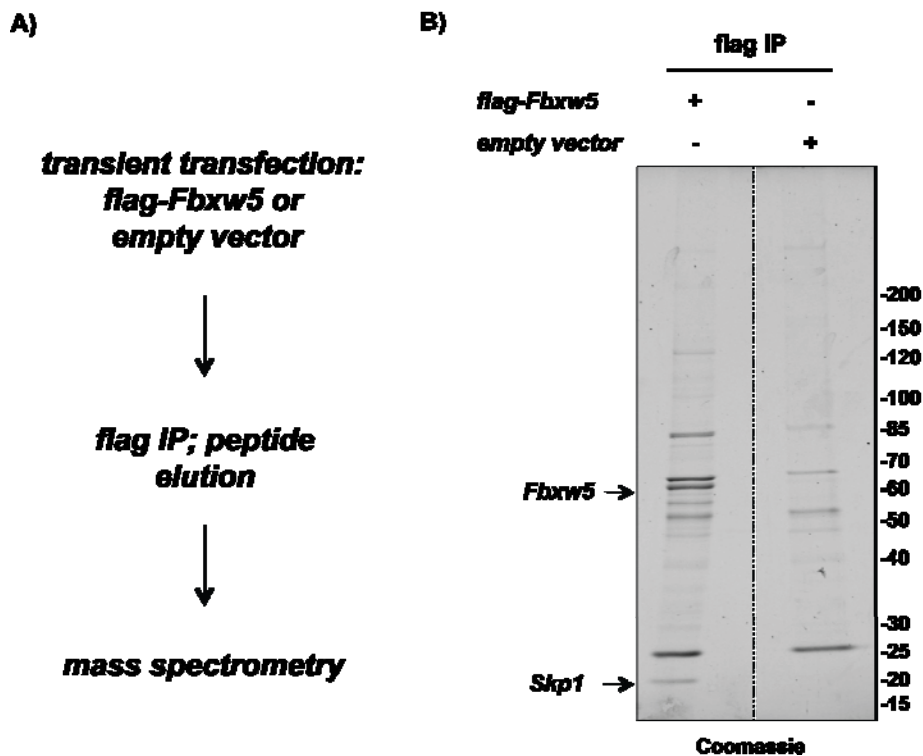 A)
transient transfection:
flag-Fbxw5 or
empty vector
flag IP; peptide
elution
mass spectrometry
B)
flag IP
flag-Fbxw5 + -
empty vector - +
-200
-150
-120
-100
-85
-70
Fbxw5
-60
-50
-40
-30
-25
Skp1
-20
-15
Coomassie